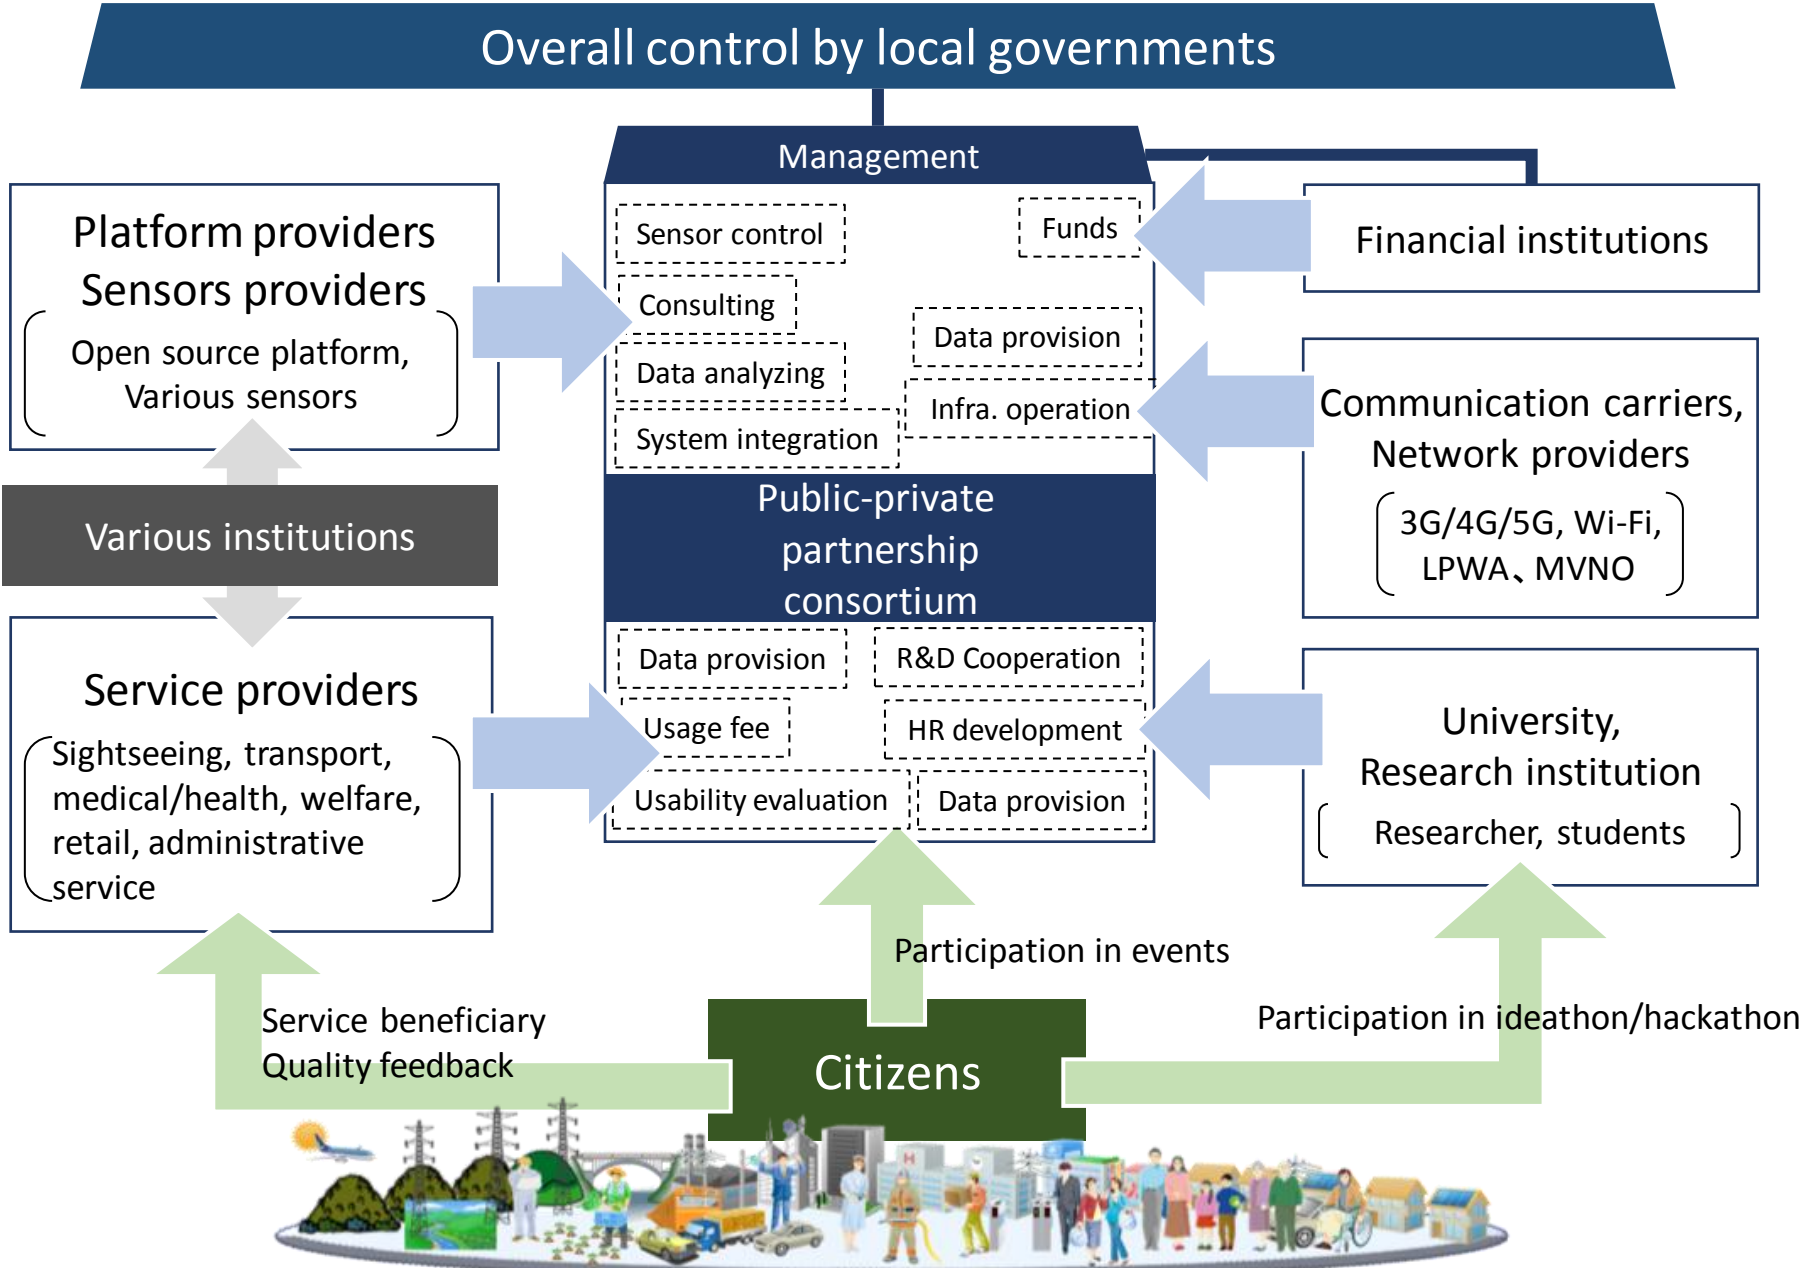 Overall control by local governments
Management
Platform providers
Sensors providers
Open source platform,
Various sensors
Various institutions
Service providers
Sightseeing, transport,
medical/health, welfare,
retail, administrative
service
Sensor control
Consulting
Data analyzing
System integration
Funds
Data provision
Infra. operation
Public-private
partnership
consortium
Data provision
Usage fee
Usability evaluation
R&D Cooperation
HR development
Data provision
Financial institutions
Communication carriers,
Network providers
3G/4G/5G, Wi-Fi,
LPWA、MVNO
University,
Research institution
Researcher, students
Participation in events
Service beneficiary
Quality feedback
Participation in ideathon/hackathon
Citizens
H